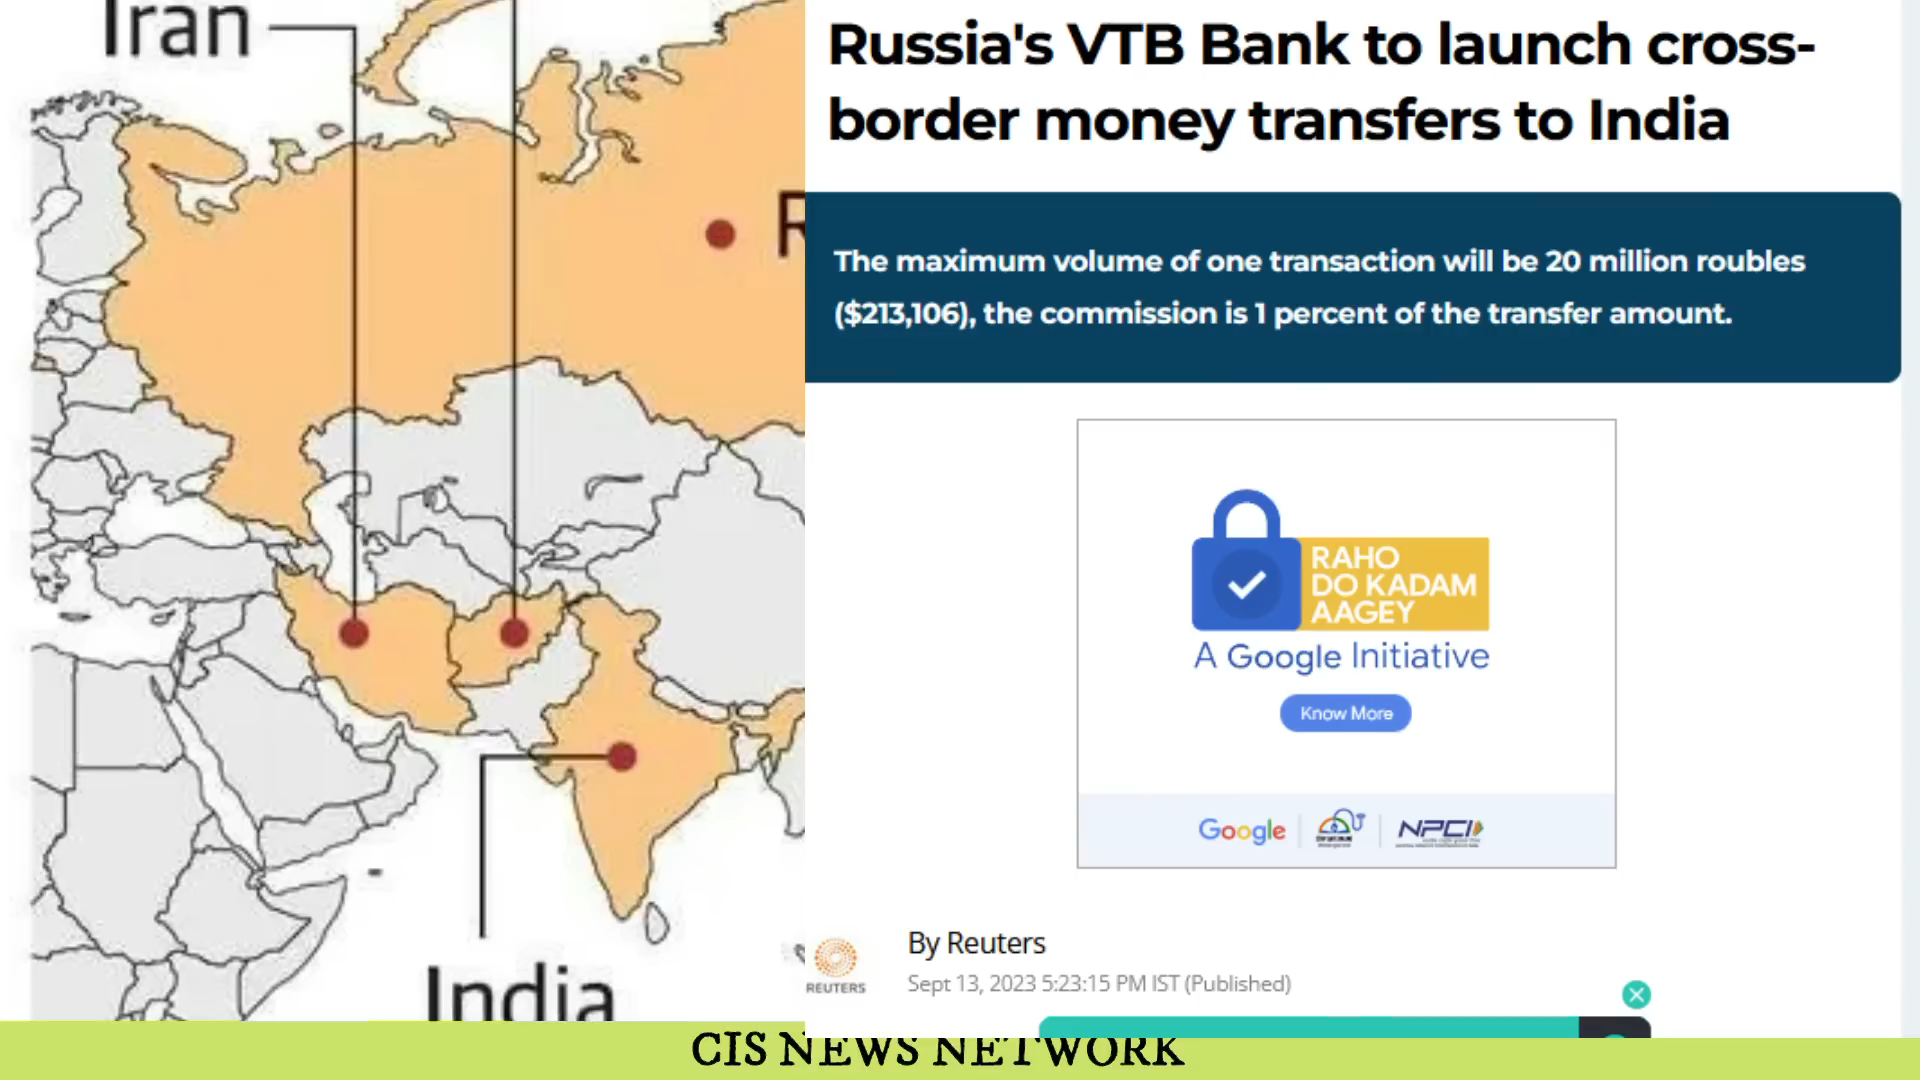 Iran
R
India
Russia's VTB Bank to launch cross-
border money transfers to India
The maximum volume of one transaction will be 20 million roubles
($213,106), the commission is 1 percent of the transfer amount.
RAHO
DO KADAM
AAGEY
A Google Initiative
Know More
Google
NPCI
By Reuters
REUTERS
Sept 13, 2023 5:23:15 PM IST (Published)
CIS NEWS NETWORK